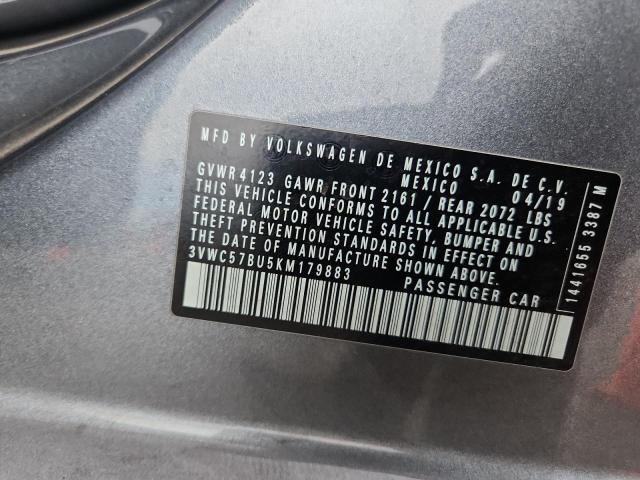 MFD BY VOLKSWAGEN DE MEXICO S.A. DE C.V.
MEXICO 04/19
GVWR 4123 GAWR FRONT 2161 / REAR 2072 LBS
THIS VEHICLE CONFORMS TO ALL APPLICABLE U.S.
FEDERAL MOTOR VEHICLE SAFETY, BUMPER AND
THEFT PREVENTION STANDARDS IN EFFECT ON
THE DATE OF MANUFACTURE SHOWN ABOVE.
3VWC57BU5KM179883 PASSENGER CAR
1441655 3387 M